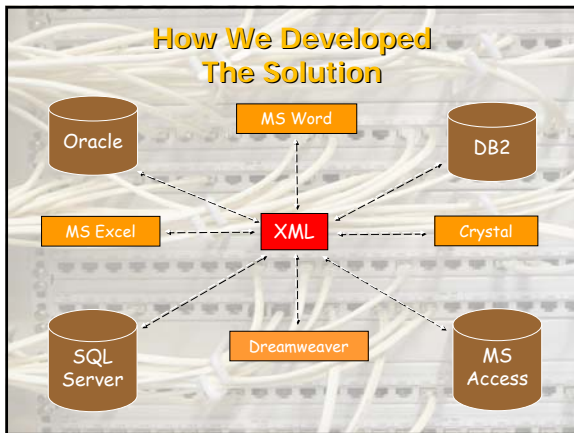 How We Developed
The Solution
Oracle
MS Word
DB2
MS Excel
XML
Crystal
SQL
Server
Dreamweaver
MS
Access